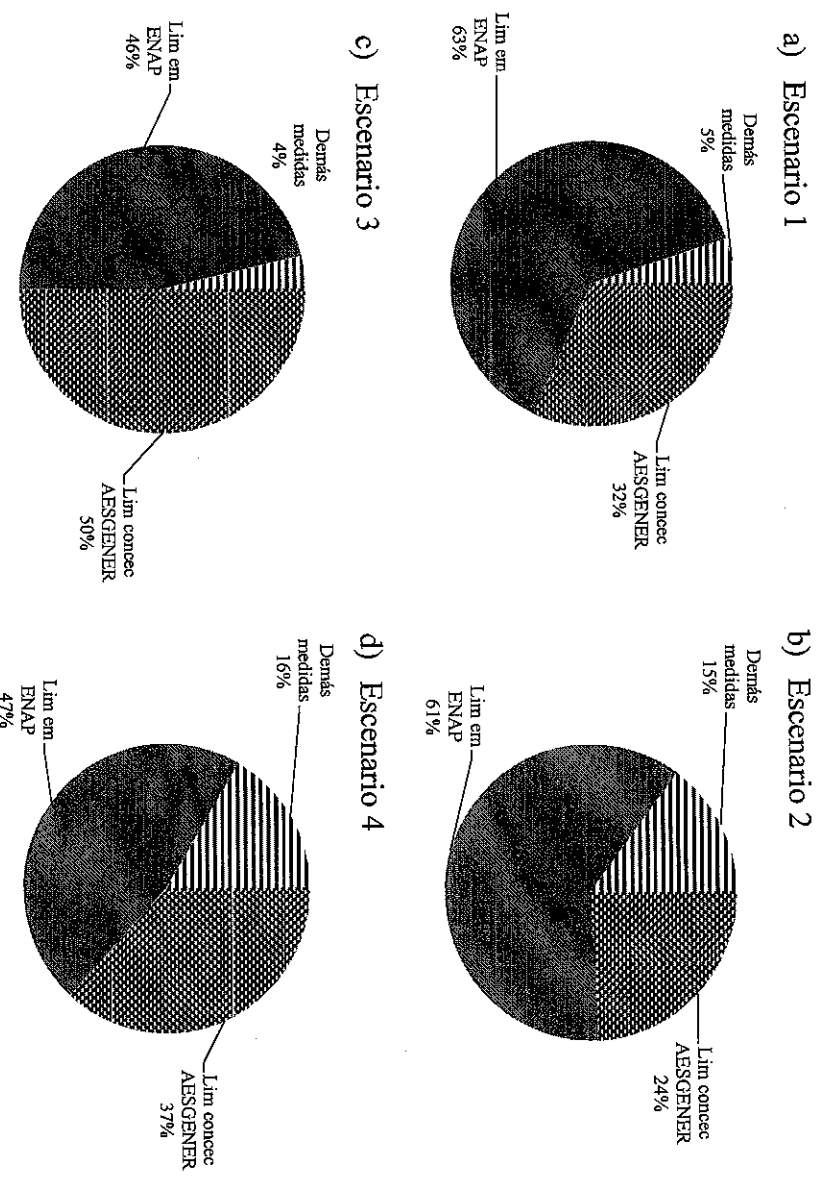 a) Escenario 1
Demás
medidas
5%
Lim em
ENAP
63%
Lim concec
AESGENER
32%
b) Escenario 2
Demás
medidas
15%
Lim em
ENAP
61%
Lim concec
AESGENER
24%
c) Escenario 3
Demás
medidas
4%
Lim em
ENAP
46%
Lim concec
AESGENER
50%
d) Escenario 4
Demás
medidas
16%
Lim em
ENAP
47%
Lim concec
AESGENER
37%